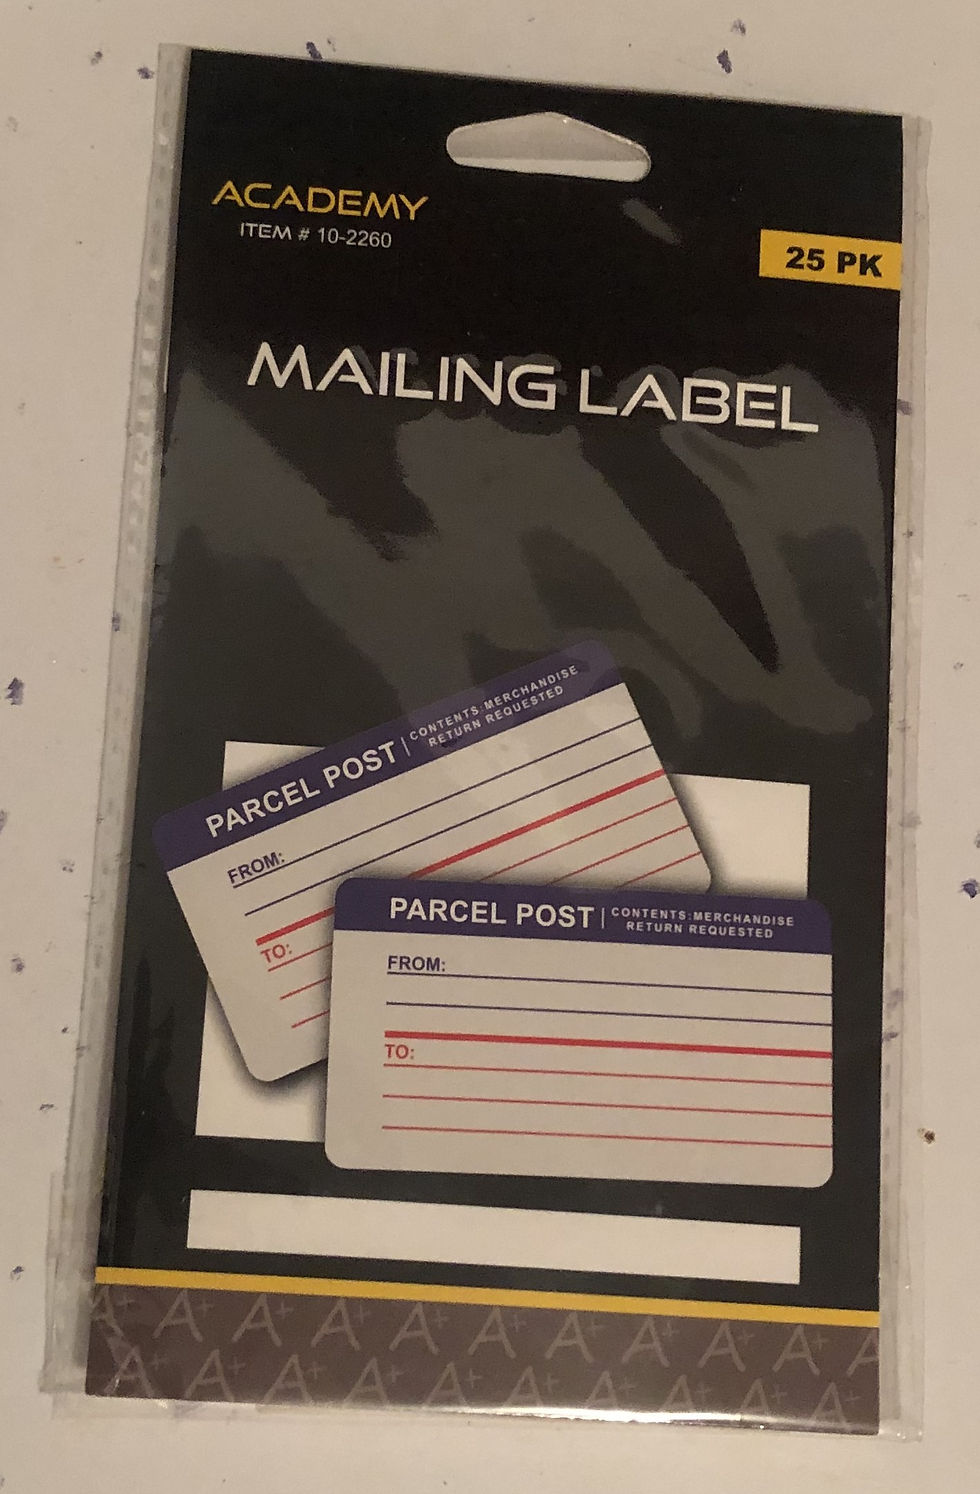 ACADEMY
ITEM # 10-2260
25 PK
MAILING LABEL
PARCEL POST | CONTENTS:MERCHANDISE
RETURN REQUESTED
FROM:
TO:
PARCEL POST | CONTENTS:MERCHANDISE
RETURN REQUESTED
FROM:
TO:
A+ A+ A+ A+ A+ A+ A+ A+ A+ A+ A
A+ A+ A+ A+ A+ A+ A+ A+ A+